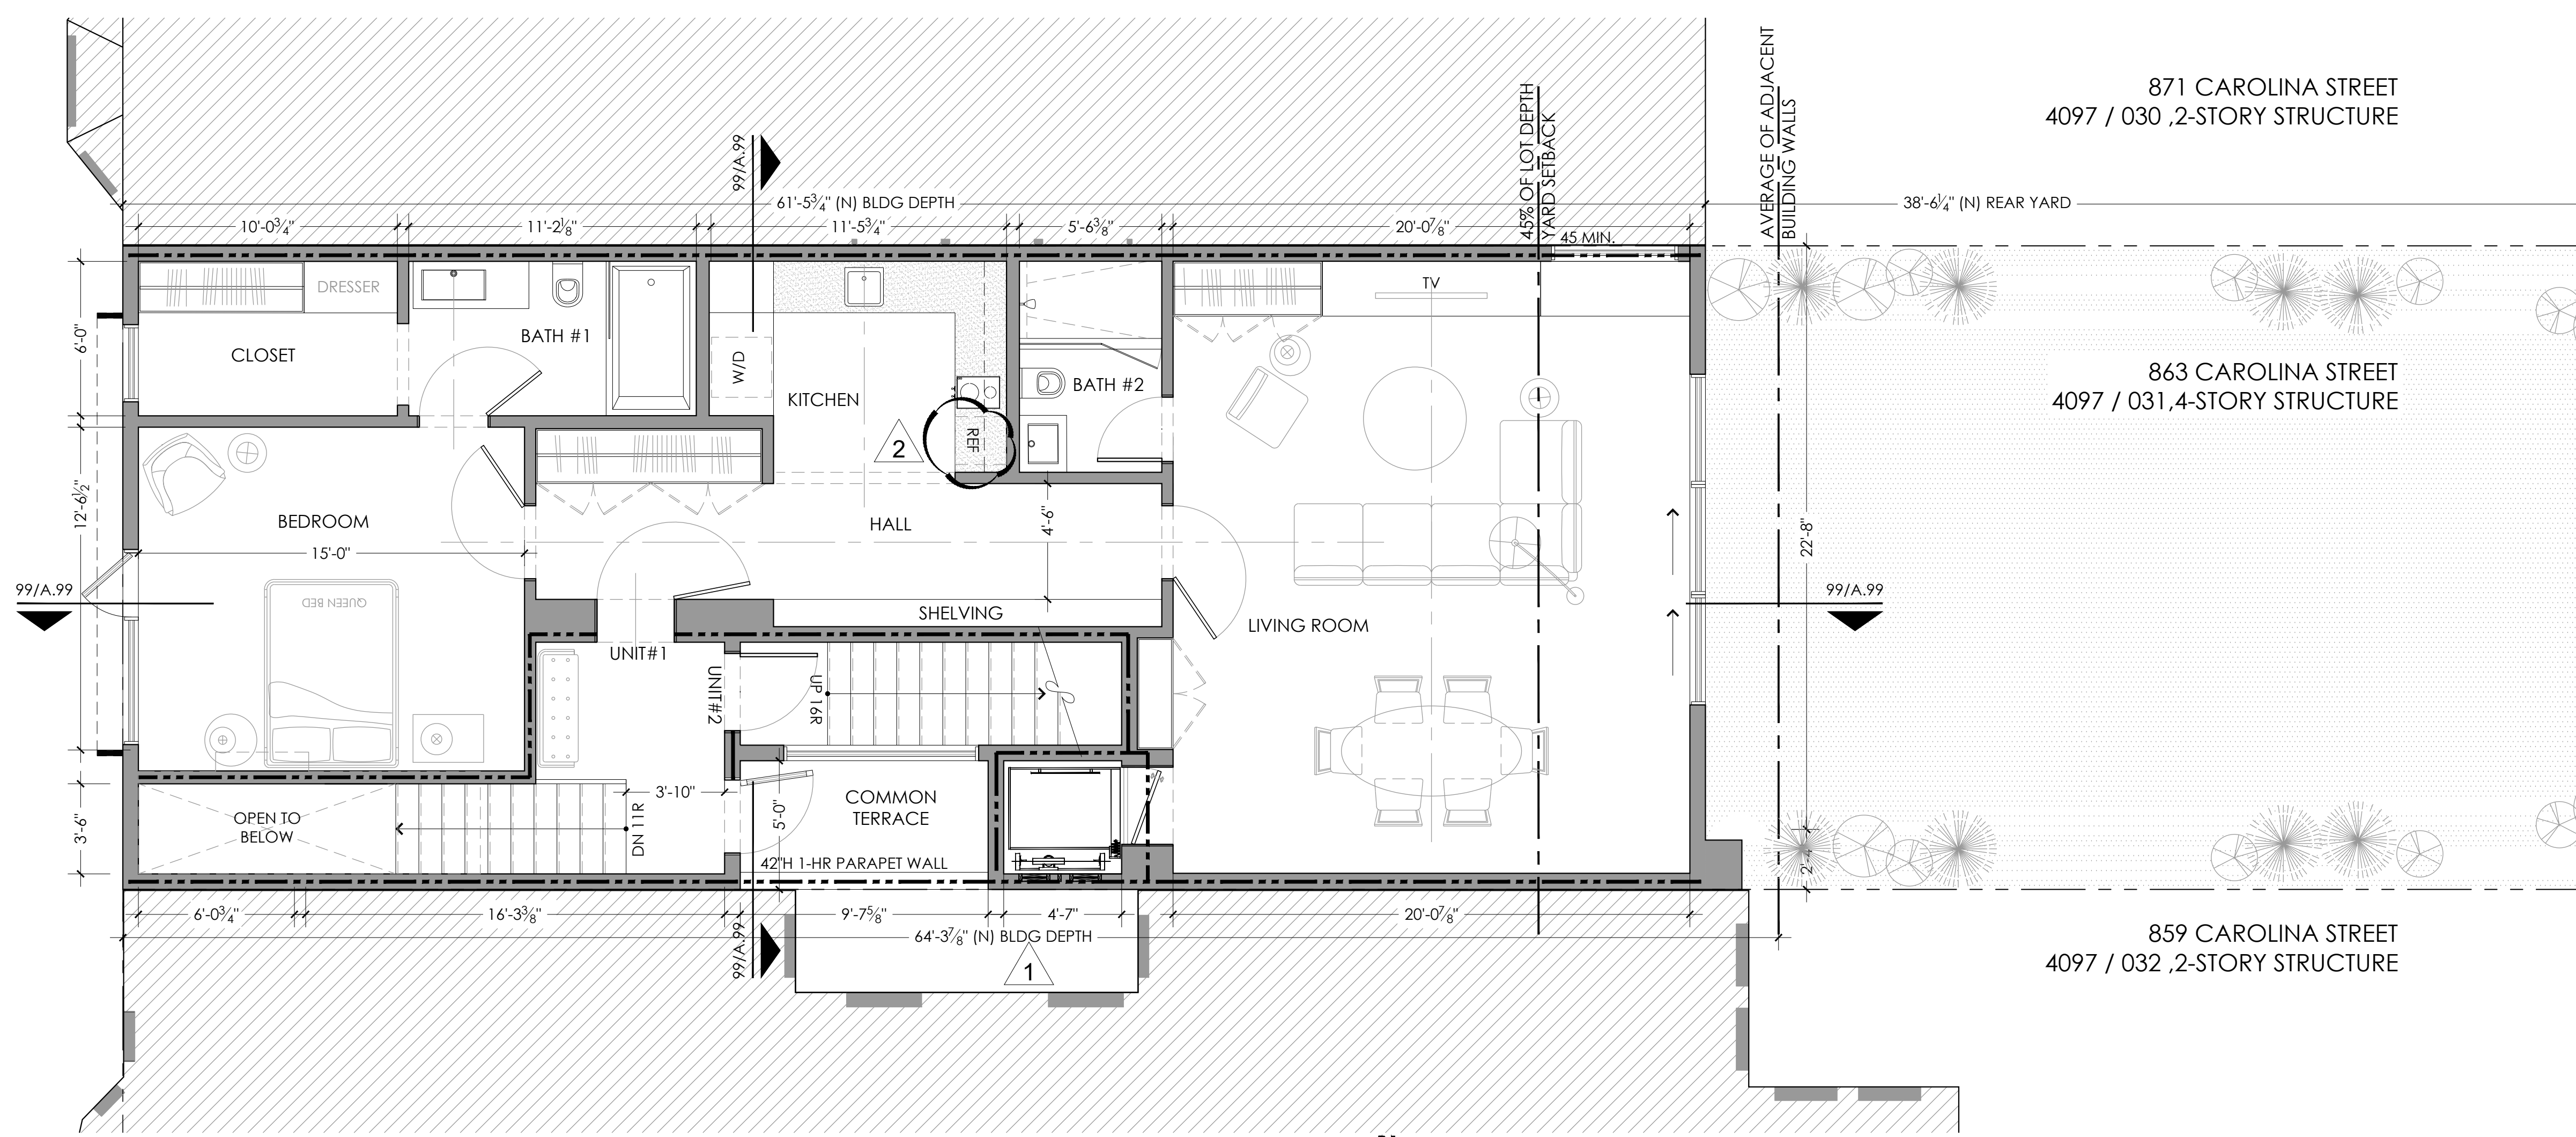 871 CAROLINA STREET
4097 / 030 ,2-STORY STRUCTURE
45% OF LOT DEPTH
YARD SETBACK
AVERAGE OF ADJACENT
BUILDING WALLS
99/A.99
61'-5¾" (N) BLDG DEPTH
38'-6¼" (N) REAR YARD
10'-0¾"
11'-2⅛"
11'-5¾"
5'-6⅜"
20'-0⅞"
45 MIN.
DRESSER
TV
6'-0"
BATH #1
CLOSET
W/D
KITCHEN
BATH #2
863 CAROLINA STREET
4097 / 031,4-STORY STRUCTURE
2
REF
12'-6½"
BEDROOM
HALL
4'-6"
22'-8"
15'-0"
99/A.99
QUEEN BED
99/A.99
SHELVING
LIVING ROOM
UNIT#1
UNIT#2
UP 16R
3'-10"
COMMON
TERRACE
5'-0"
3'-6"
OPEN TO
BELOW
DN 11R
42"H 1-HR PARAPET WALL
6'-0¾"
16'-3⅜"
9'-7⅝"
4'-7"
20'-0⅞"
99/A.99
64'-3⅞" (N) BLDG DEPTH
1
859 CAROLINA STREET
4097 / 032 ,2-STORY STRUCTURE